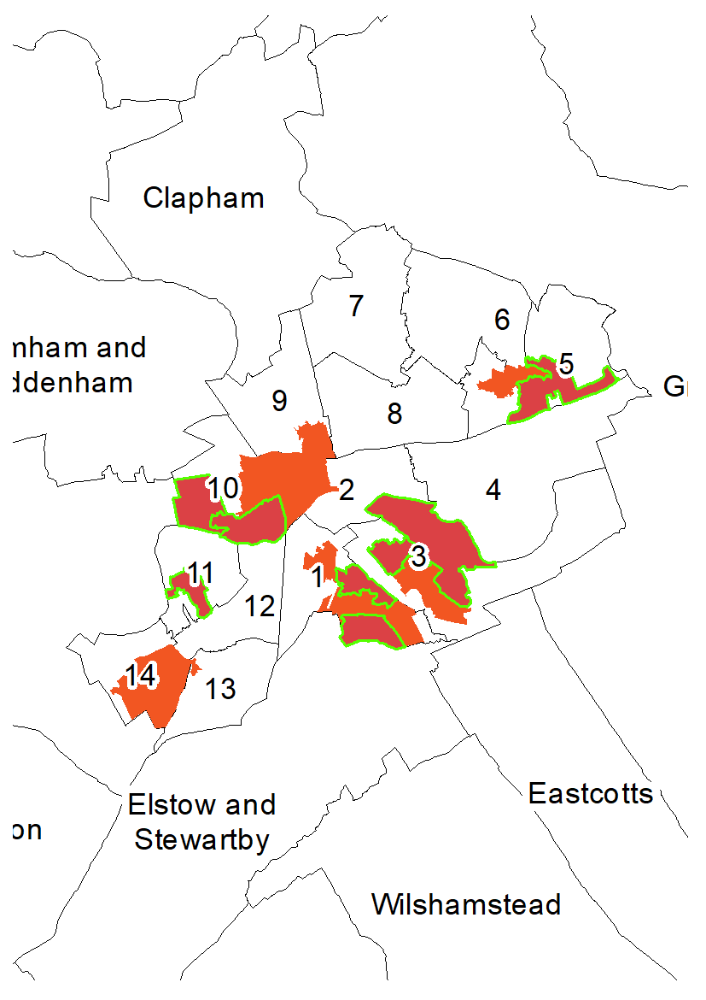 Clapham
7
6
nham and
ddenham
5
9
8
G
10
2
4
11
1
3
12
14
13
Elstow and
Stewartby
Eastcotts
on
Wilshamstead